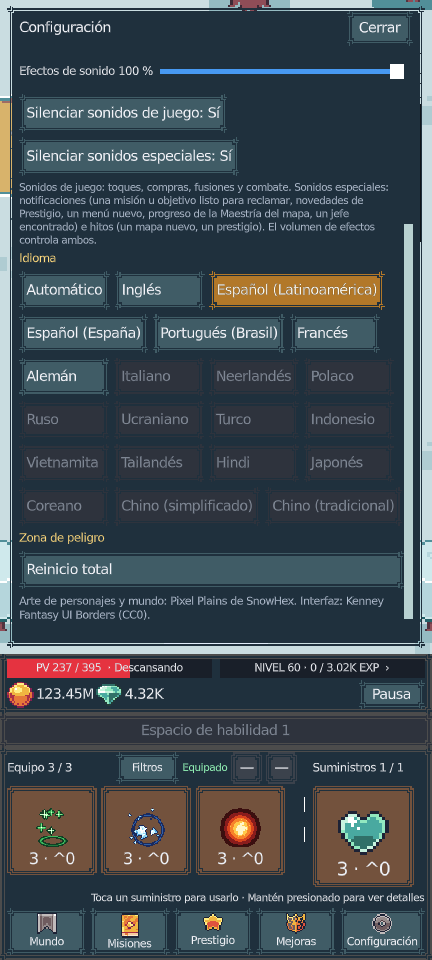 Configuración
Cerrar
Efectos de sonido 100 %
Silenciar sonidos de juego: Sí
Silenciar sonidos especiales: Sí
Sonidos de juego: toques, compras, fusiones y combate. Sonidos especiales:
notificaciones (una misión u objetivo listo para reclamar, novedades de
Prestigio, un menú nuevo, progreso de la Maestría del mapa, un jefe
encontrado) e hitos (un mapa nuevo, un prestigio). El volumen de efectos
controla ambos.
Idioma
Automático Inglés Español (Latinoamérica)
Español (España) Portugués (Brasil) Francés
Alemán Italiano Neerlandés Polaco
Ruso Ucraniano Turco Indonesio
Vietnamita Tailandés Hindi Japonés
Coreano Chino (simplificado) Chino (tradicional)
Zona de peligro
Reinicio total
Arte de personajes y mundo: Pixel Plains de SnowHex. Interfaz: Kenney
Fantasy UI Borders (CC0).
PV 237 / 395 · Descansando NIVEL 60 · 0 / 3.02K EXP ›
123.45M 4.32K Pausa
Espacio de habilidad 1
Equipo 3 / 3 Filtros Equipado — — Suministros 1 / 1
3 · ^0 3 · ^0 3 · ^0 3 · ^0
Toca un suministro para usarlo · Mantén presionado para ver detalles
Mundo Misiones Prestigio Mejoras Configuración